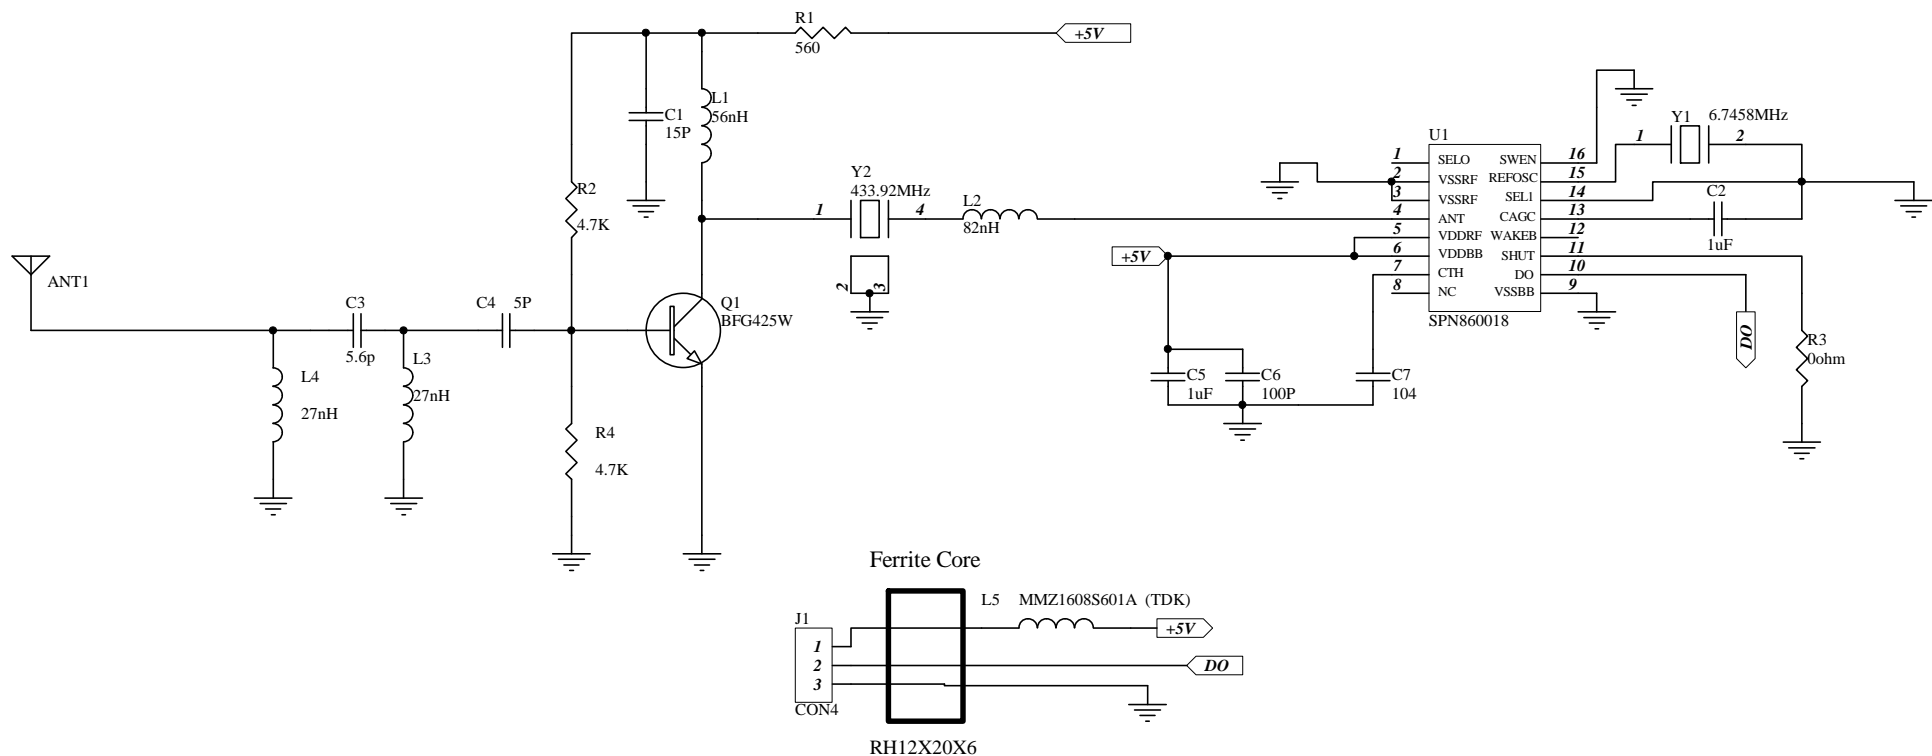 R1
560
+5V
C1
15P
L1
56nH
R2
4.7K
Y2
433.92MHz
1
4
2
3
L2
82nH
ANT1
C3
5.6p
C4
5P
Q1
BFG425W
L4
27nH
L3
27nH
R4
4.7K
U1
1 SELO
2 VSSRF
3 VSSRF
4 ANT
5 VDDRF
6 VDDBB
7 CTH
8 NC
SWEN 16
REFOSC 15
SEL1 14
CAGC 13
WAKEB 12
SHUT 11
DO 10
VSSBB 9
SPN860018
Y1
6.7458MHz
1
2
C2
1uF
+5V
DO
R3
0ohm
C5
1uF
C6
100P
C7
104
Ferrite Core
L5 MMZ1608S601A (TDK)
J1
1
2
3
CON4
+5V
DO
RH12X20X6